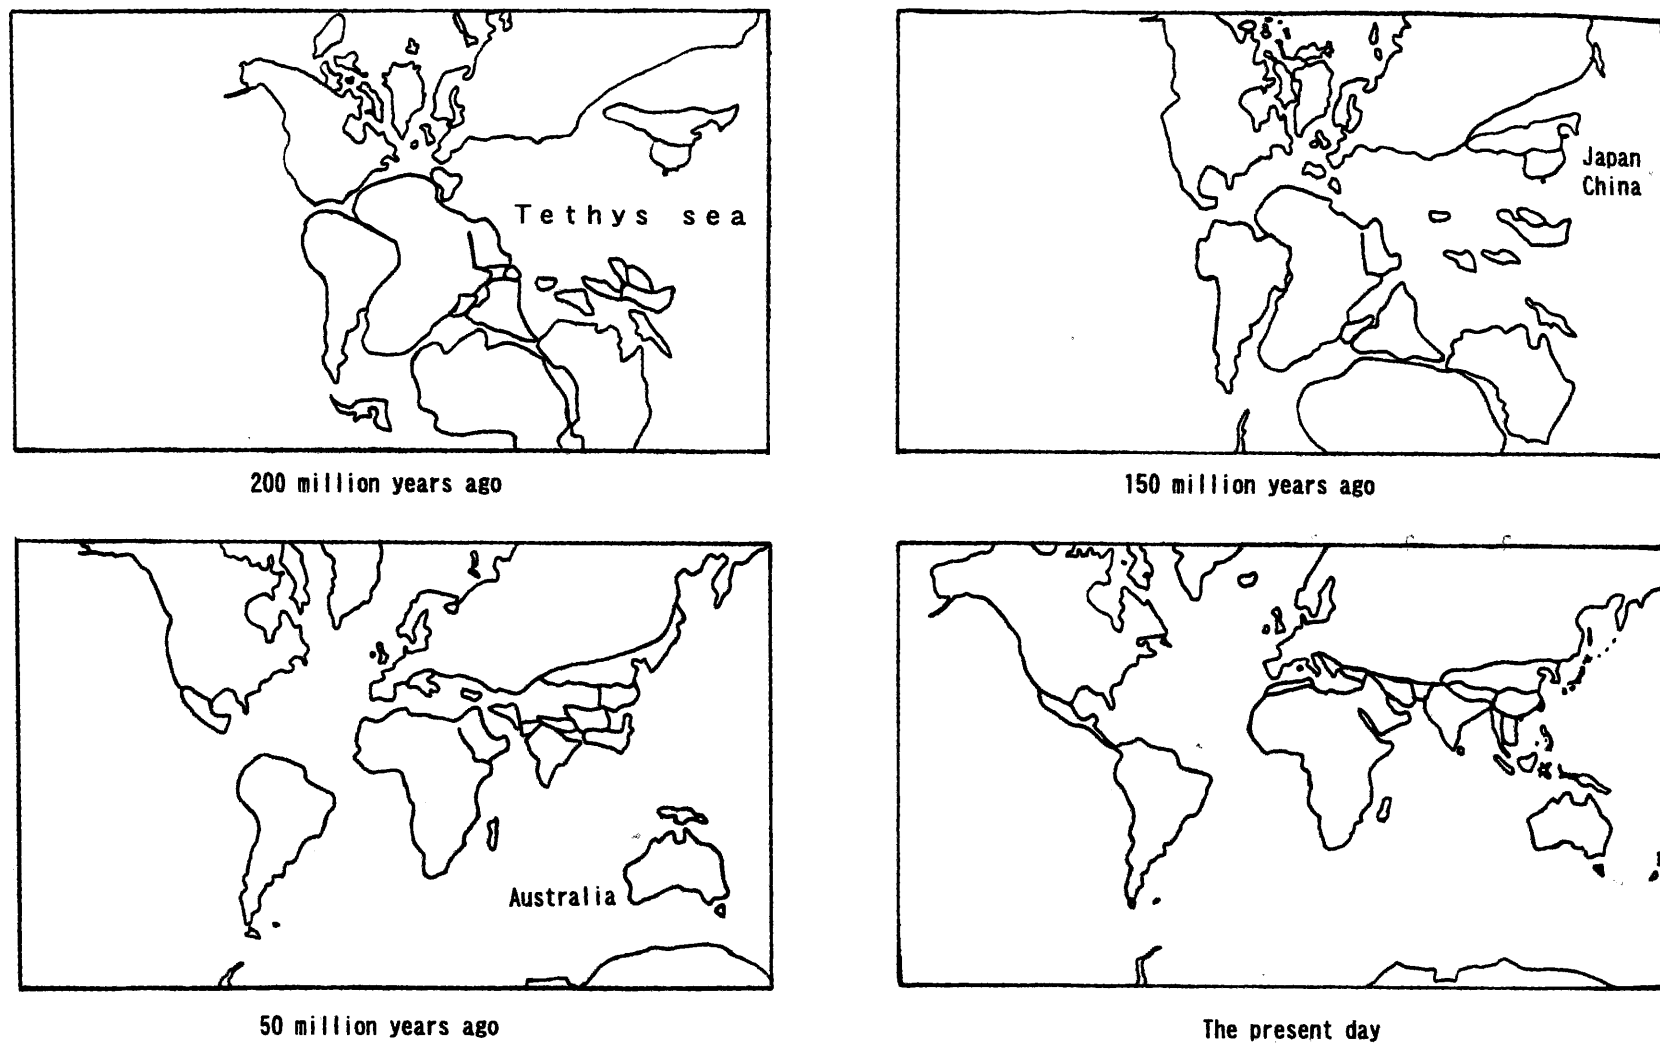 Tethys sea
200 million years ago
Japan
China
150 million years ago
Australia
50 million years ago
The present day